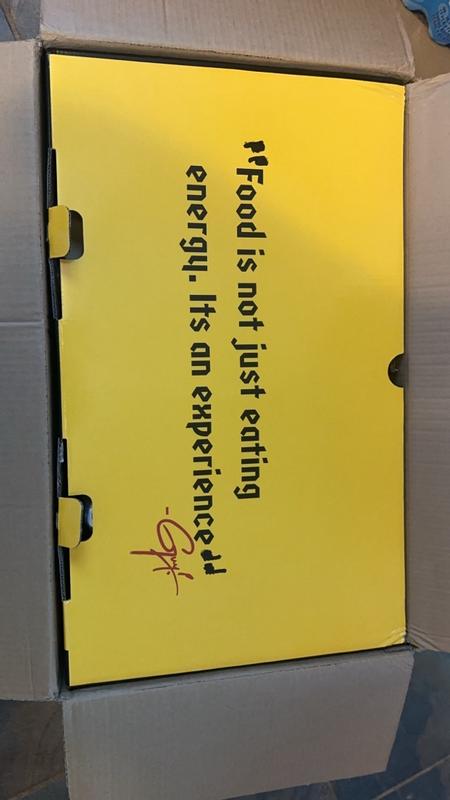 "Food is not just eating
energy. Its an experience"